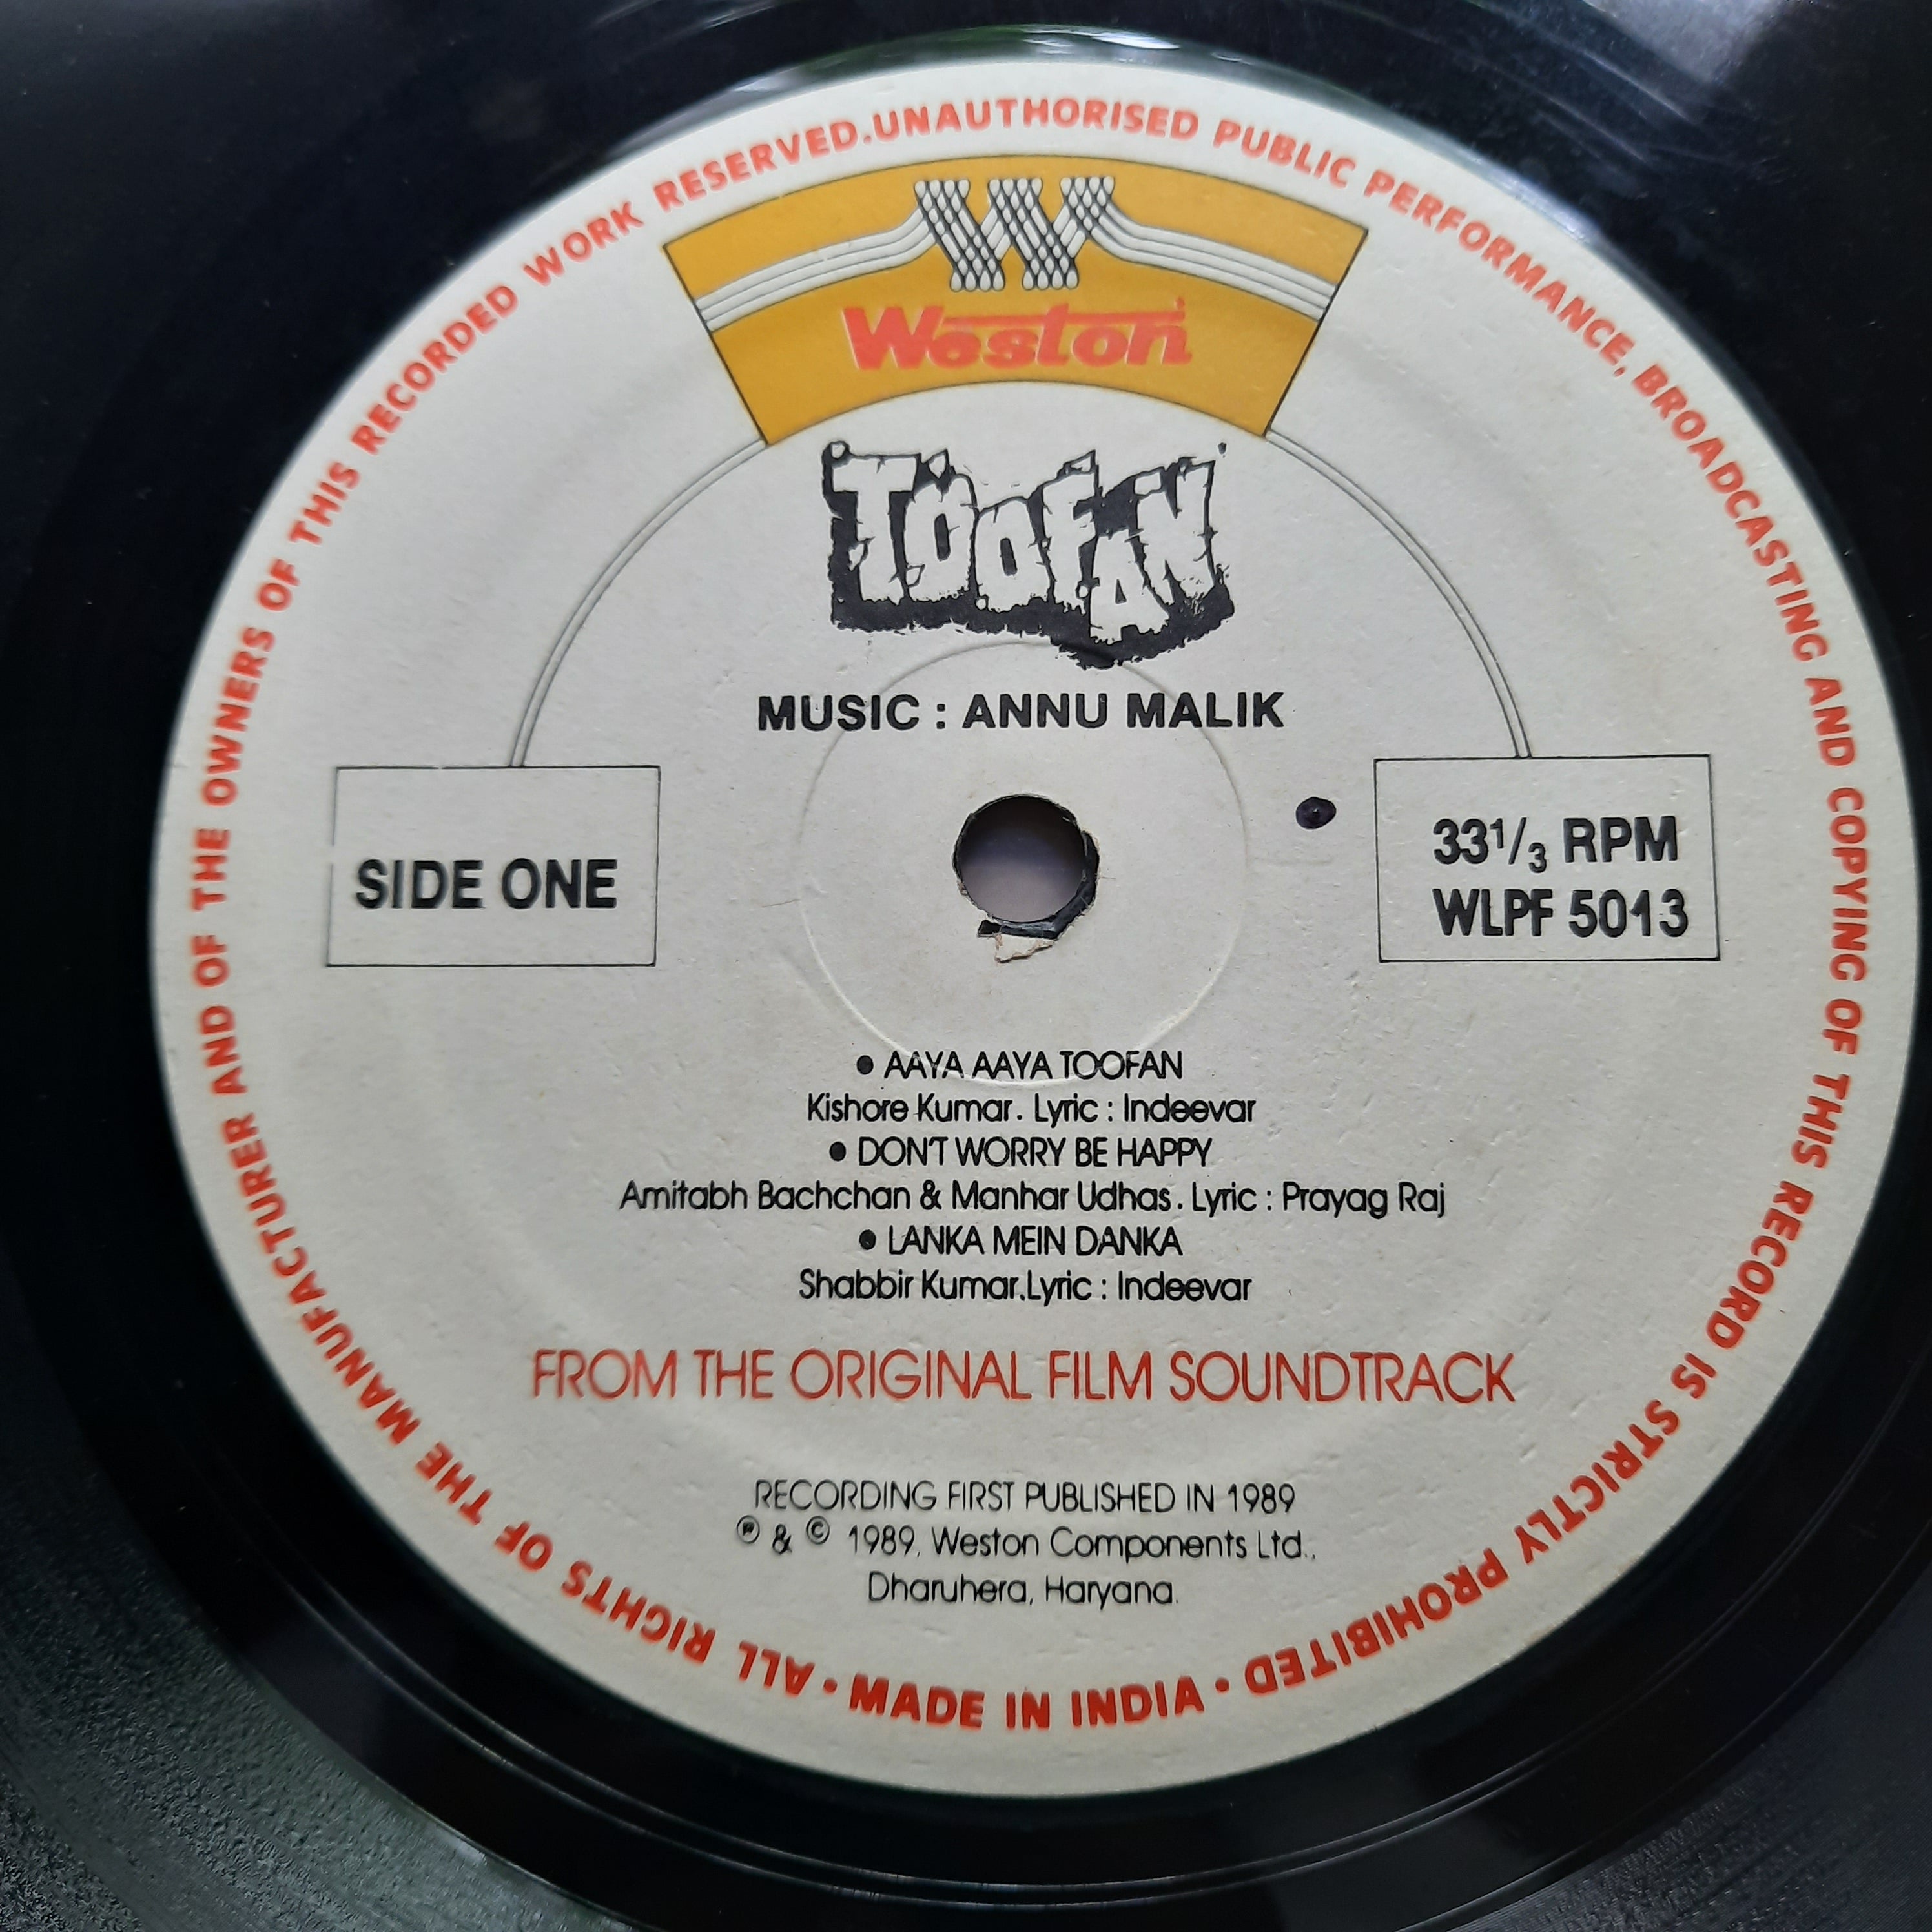 ALL RIGHTS OF THE MANUFACTURER AND OF THE OWNERS OF THIS RECORDED WORK RESERVED.UNAUTHORISED PUBLIC PERFORMANCE, BROADCASTING AND COPYING OF THIS RECORD IS STRICTLY PROHIBITED • MADE IN INDIA •
W
Weston
TOOFAN
MUSIC : ANNU MALIK
SIDE ONE
33 1/3 RPM
WLPF 5013
• AAYA AAYA TOOFAN
Kishore Kumar. Lyric : Indeevar
• DON'T WORRY BE HAPPY
Amitabh Bachchan & Manhar Udhas. Lyric : Prayag Raj
• LANKA MEIN DANKA
Shabbir Kumar.Lyric : Indeevar
FROM THE ORIGINAL FILM SOUNDTRACK
RECORDING FIRST PUBLISHED IN 1989
℗ & © 1989, Weston Components Ltd.,
Dharuhera, Haryana.